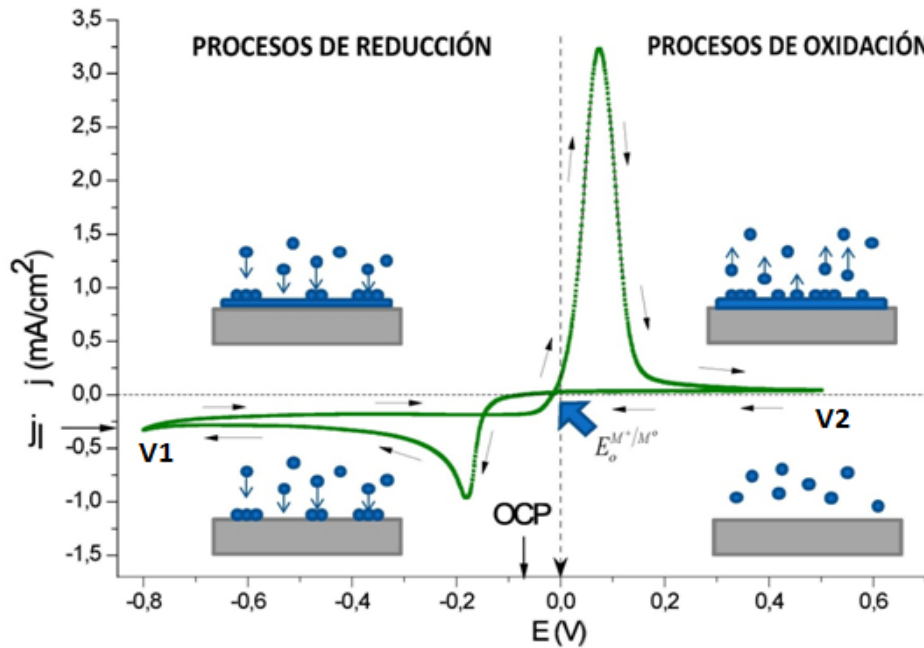 PROCESOS DE REDUCCIÓN
PROCESOS DE OXIDACIÓN
j (mA/cm²)
3,5
3,0
2,5
2,0
1,5
1,0
0,5
0,0
-0,5
-1,0
-1,5
V1
V2
E₀^{M⁺/M⁰}
OCP
-0,8
-0,6
-0,4
-0,2
0,0
0,2
0,4
0,6
E (V)